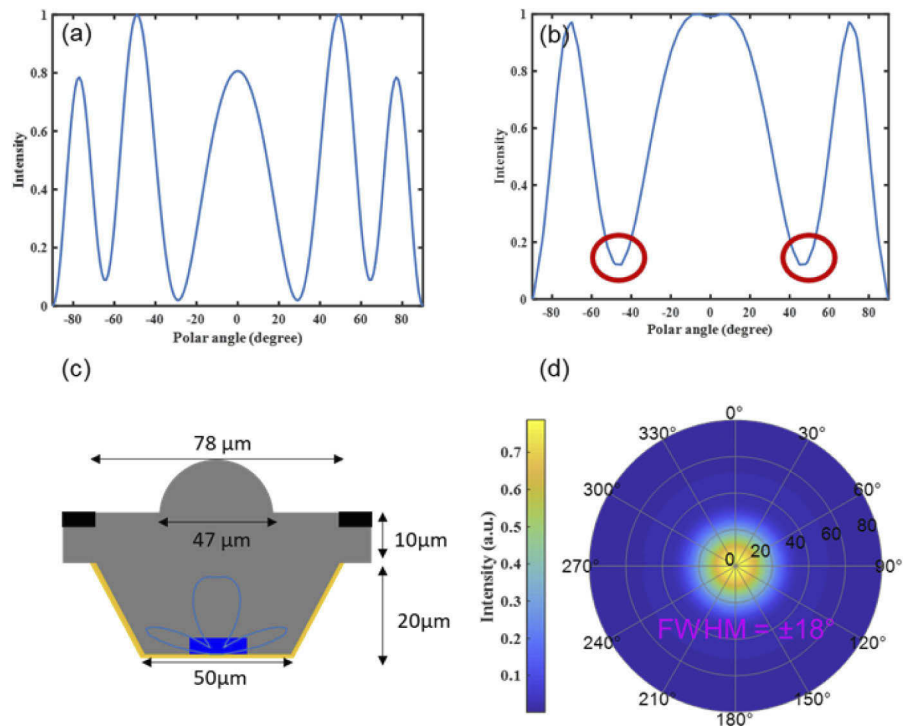 (a)
1
0.8
0.6
0.4
0.2
0
Intensity
-80 -60 -40 -20 0 20 40 60 80
Polar angle (degree)
(b)
1
0.8
0.6
0.4
0.2
0
Intensity
-80 -60 -40 -20 0 20 40 60 80
Polar angle (degree)
(c)
78 μm
47 μm
10μm
20μm
50μm
(d)
0.7
0.6
0.5
0.4
0.3
0.2
0.1
Intensity (a.u.)
0°
330° 30°
300° 60°
270° 0 20 40 60 80 90°
FWHM = ±18°
240° 120°
210° 150°
180°